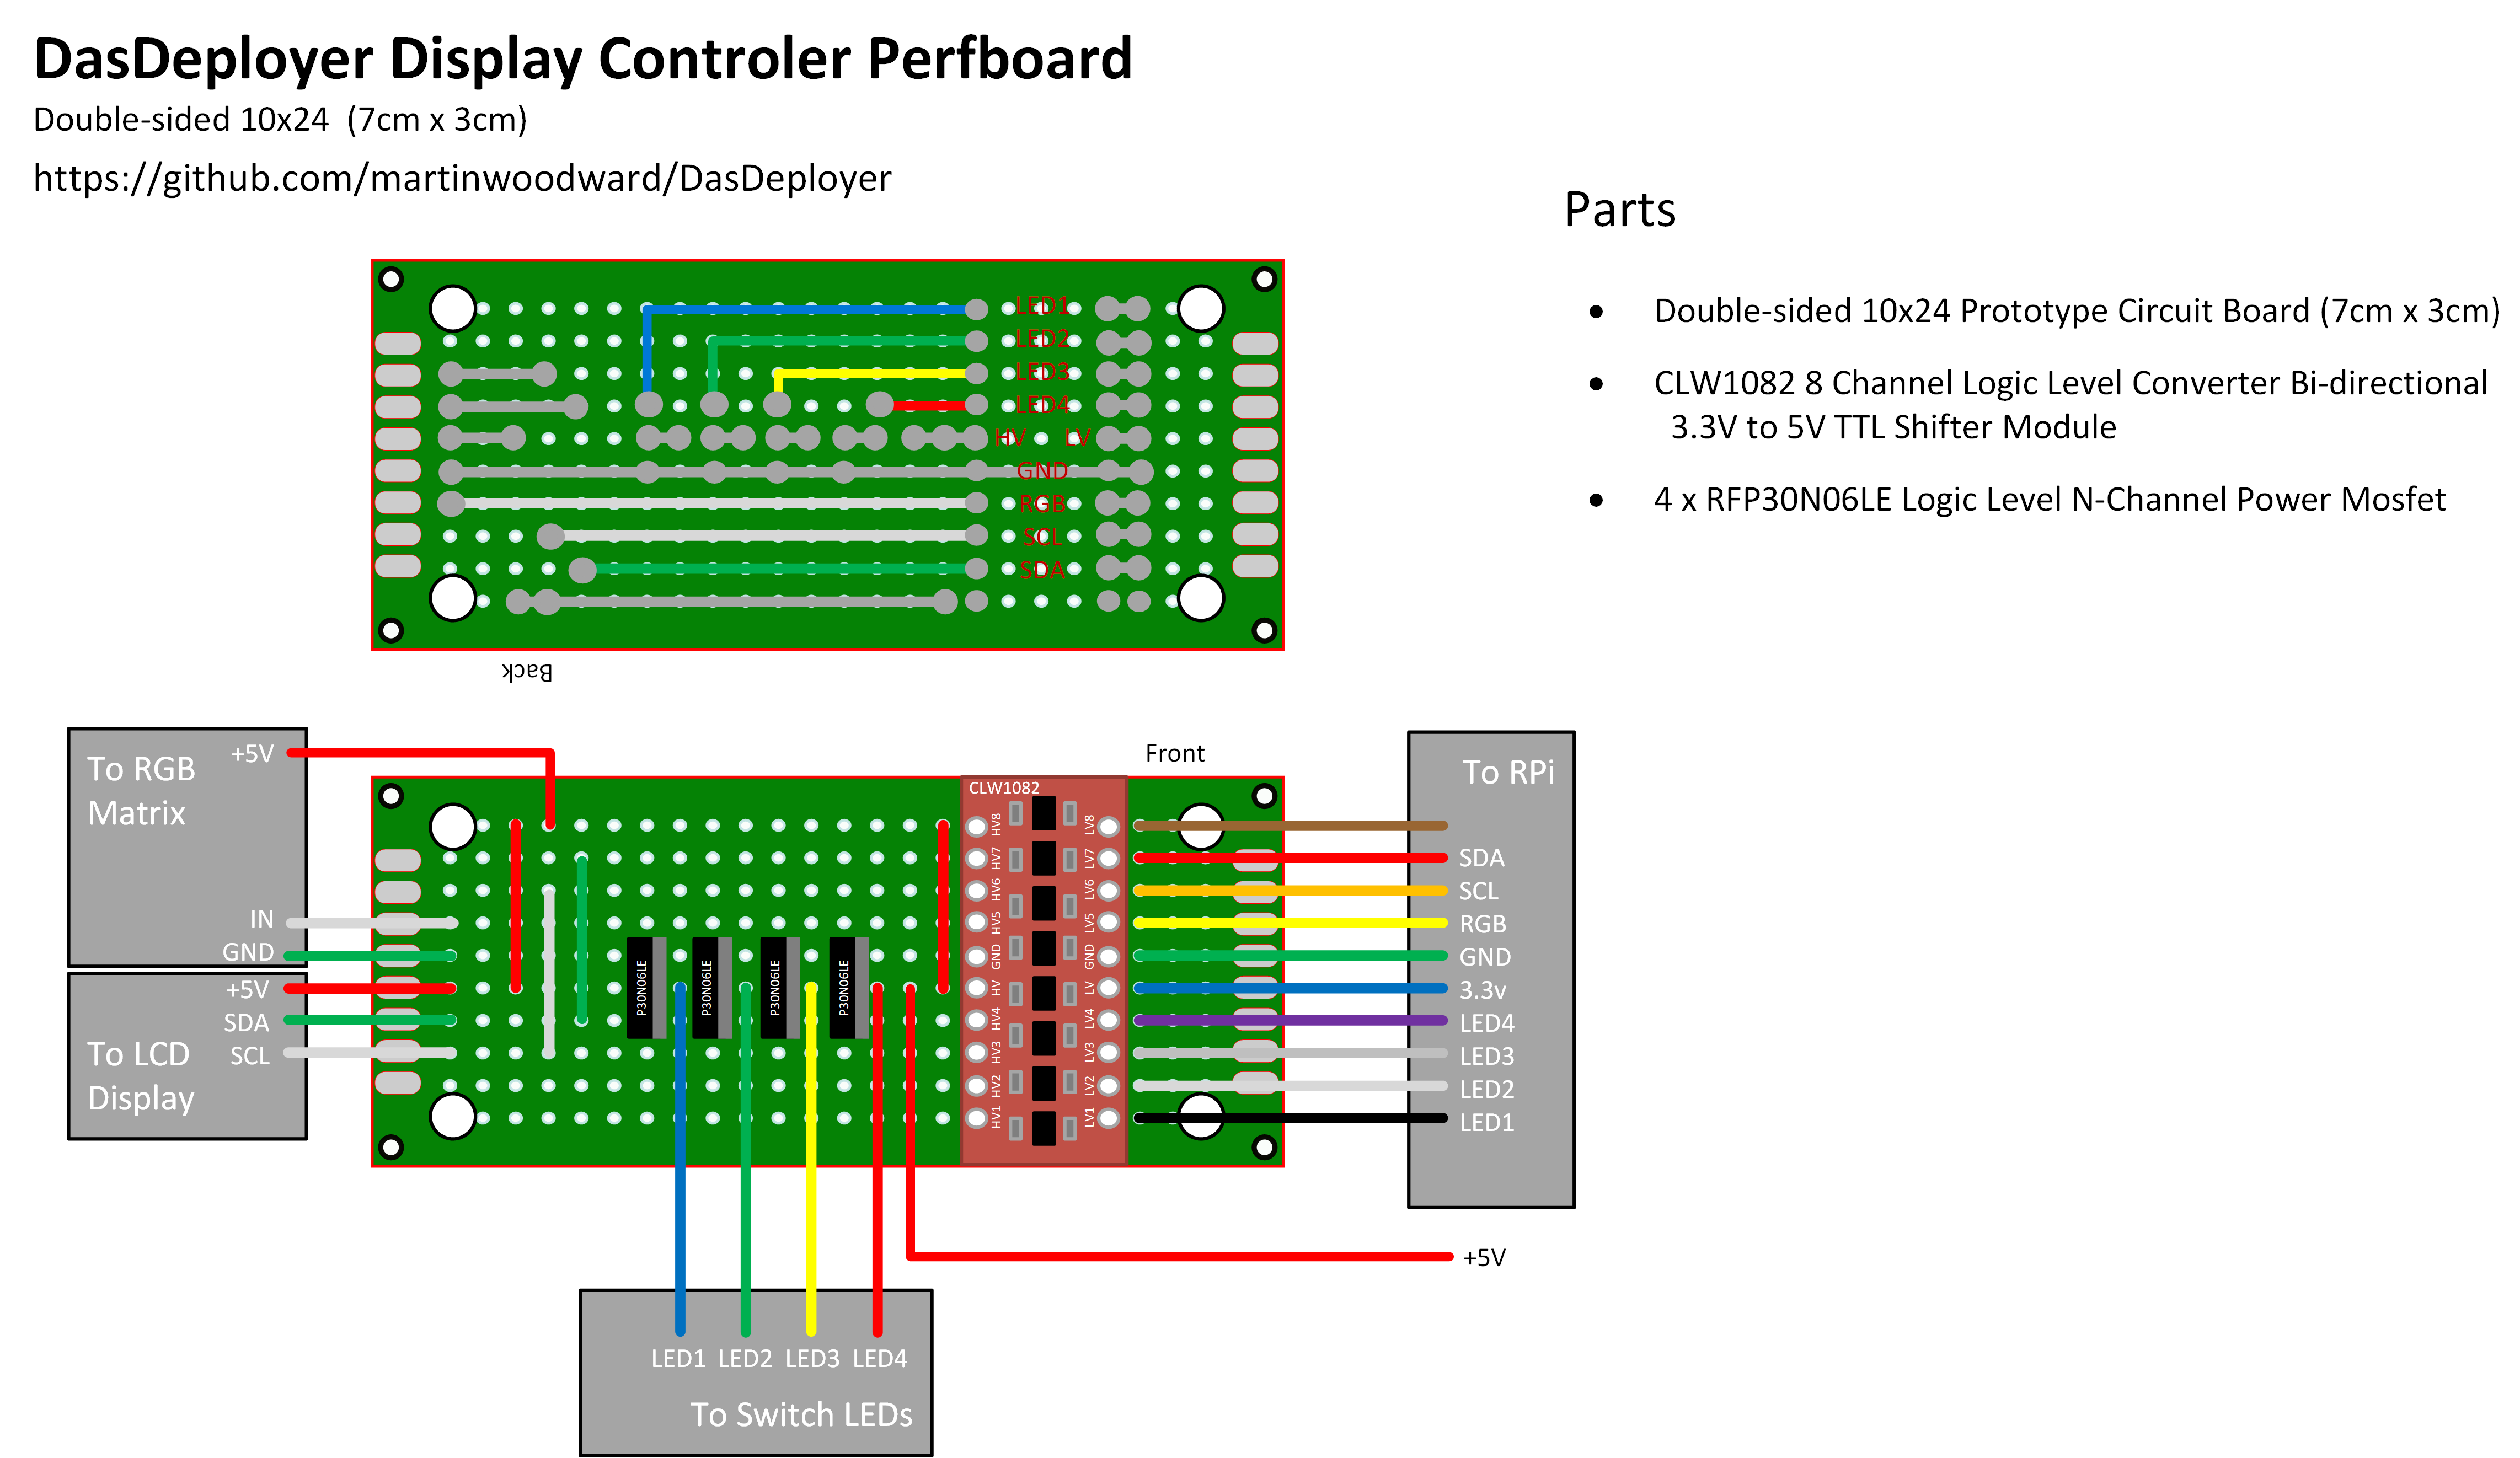 DasDeployer Display Controler Perfboard
Double-sided 10x24 (7cm x 3cm)
https://github.com/martinwoodward/DasDeployer
Parts
● Double-sided 10x24 Prototype Circuit Board (7cm x 3cm)
● CLW1082 8 Channel Logic Level Converter Bi-directional
3.3V to 5V TTL Shifter Module
● 4 x RFP30N06LE Logic Level N-Channel Power Mosfet
LED1
LED2
LED3
LED4
HV LV
GND
RGB
SCL
SDA
Back
Front
To RGB
Matrix
+5V
IN
GND
To LCD
Display
+5V
SDA
SCL
P30N06LE
P30N06LE
P30N06LE
P30N06LE
CLW1082
HV8 LV8
HV7 LV7
HV6 LV6
HV5 LV5
GND GND
HV LV
HV4 LV4
HV3 LV3
HV2 LV2
HV1 LV1
To RPi
SDA
SCL
RGB
GND
3.3v
LED4
LED3
LED2
LED1
+5V
LED1 LED2 LED3 LED4
To Switch LEDs